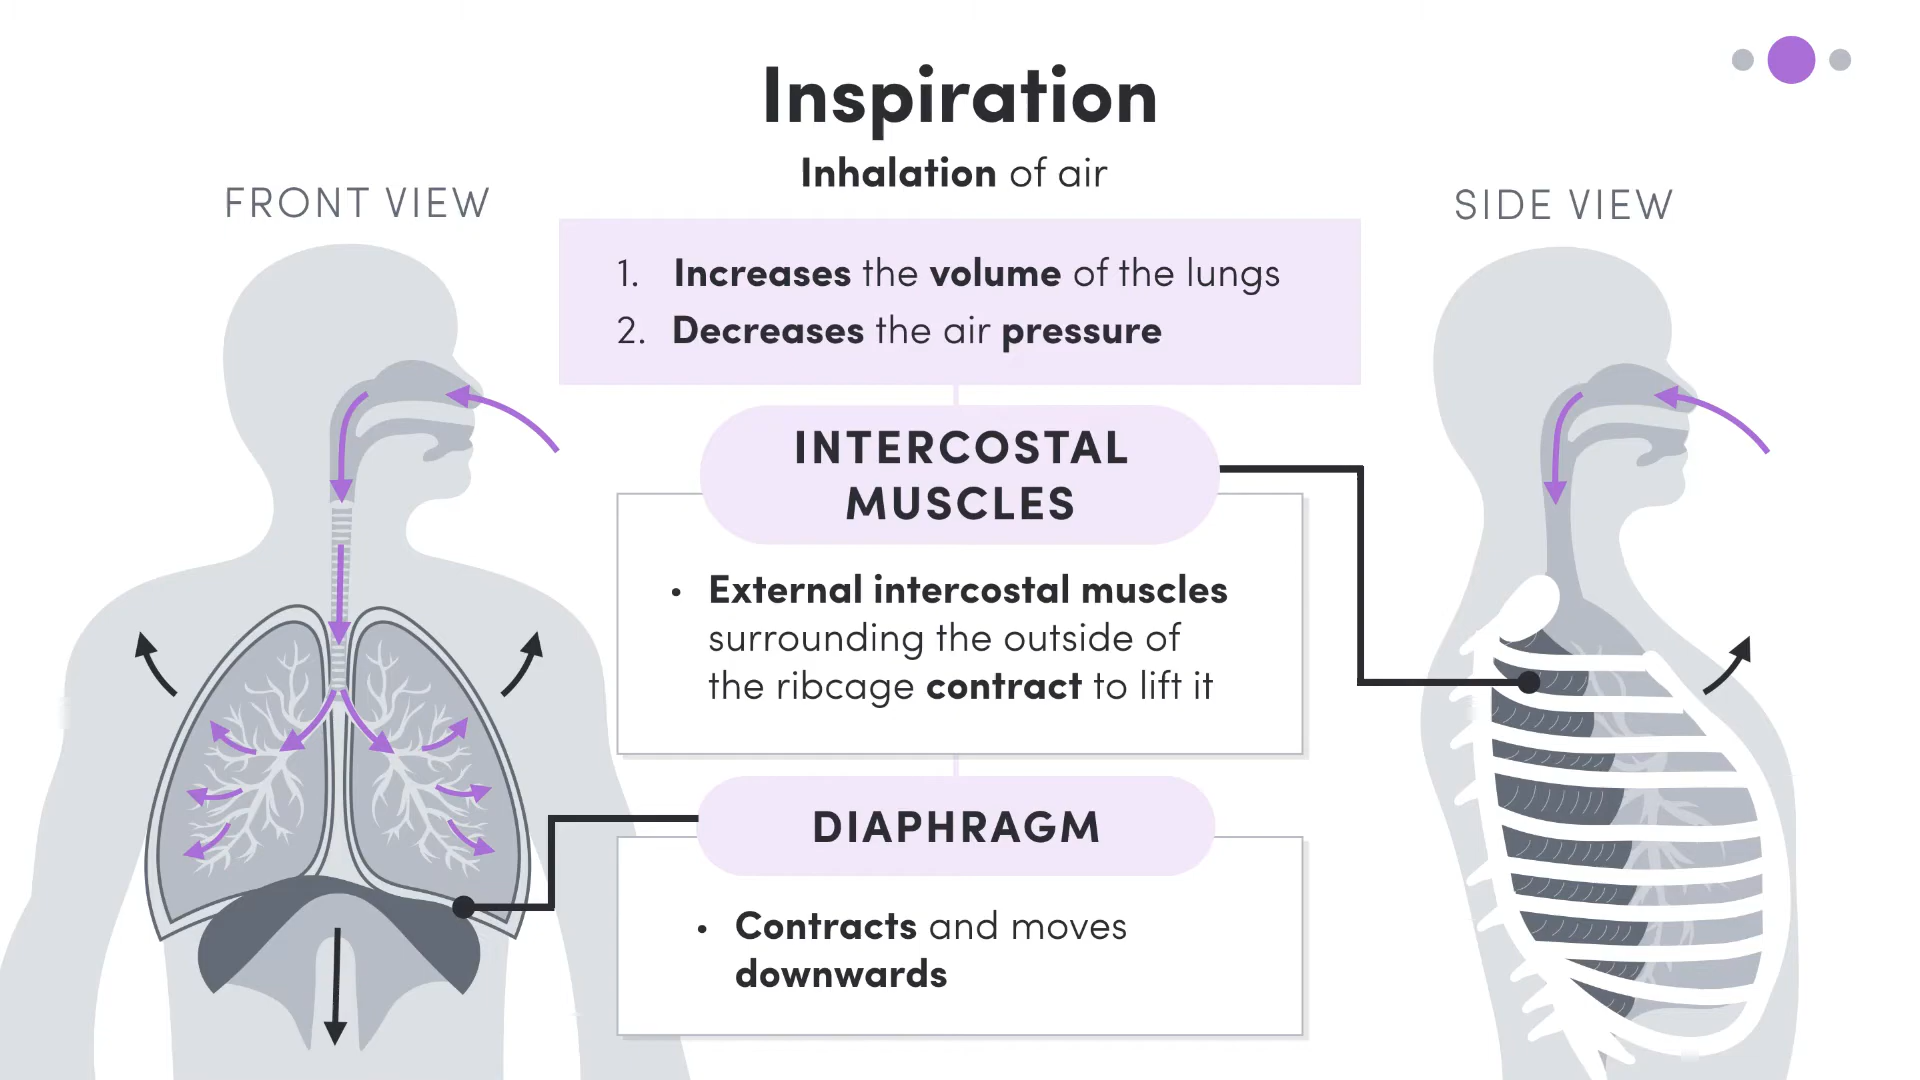 Inspiration
Inhalation of air
FRONT VIEW
SIDE VIEW
1. Increases the volume of the lungs
2. Decreases the air pressure
INTERCOSTAL
MUSCLES
• External intercostal muscles
surrounding the outside of
the ribcage contract to lift it
DIAPHRAGM
• Contracts and moves
downwards